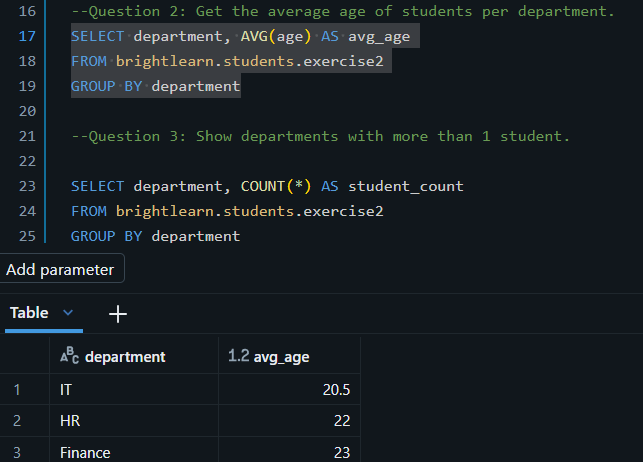 16 --Question 2: Get the average age of students per department.
17 SELECT department, AVG(age) AS avg_age
18 FROM brightlearn.students.exercise2
19 GROUP BY department
20
21 --Question 3: Show departments with more than 1 student.
22
23 SELECT department, COUNT(*) AS student_count
24 FROM brightlearn.students.exercise2
25 GROUP BY department
Add parameter
Table +
ABC department 1.2 avg_age
1 IT 20.5
2 HR 22
3 Finance 23